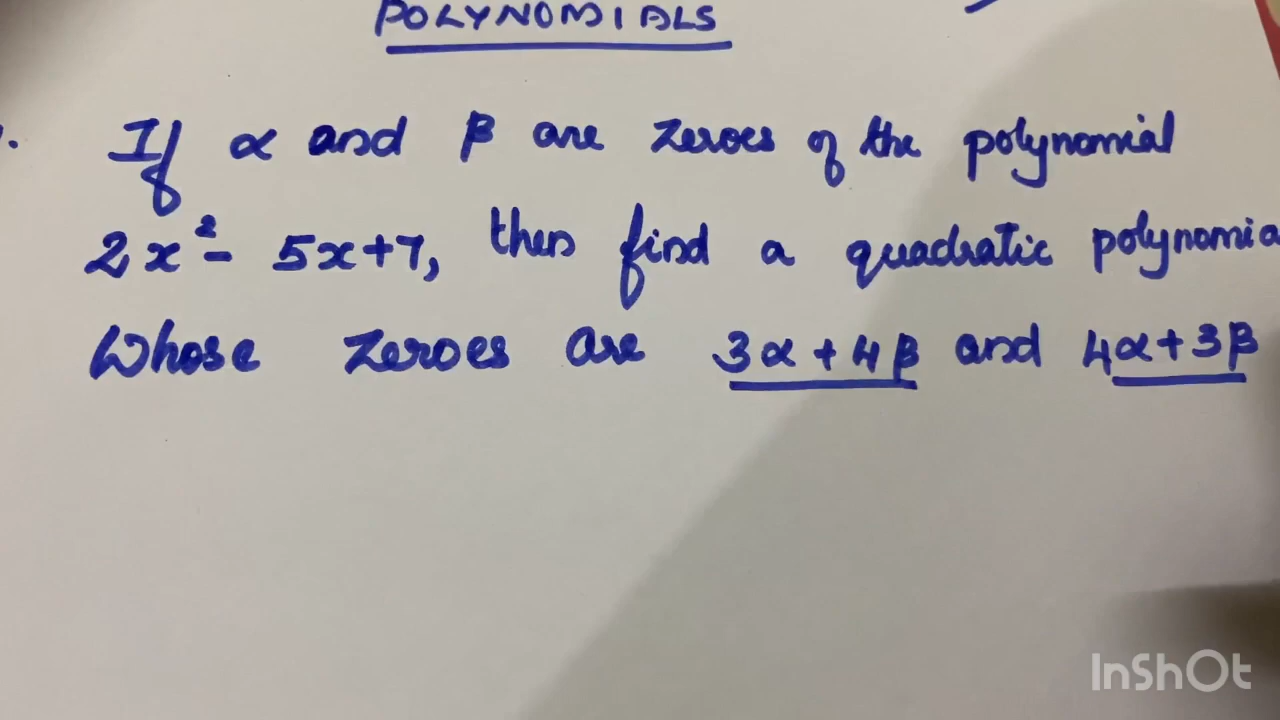 POLYNOMIALS
If α and β are zeroes of the polynomial
2x² - 5x+7, then find a quadratic polynomia
Whose zeroes are 3α + 4β and 4α+3β
InShOt